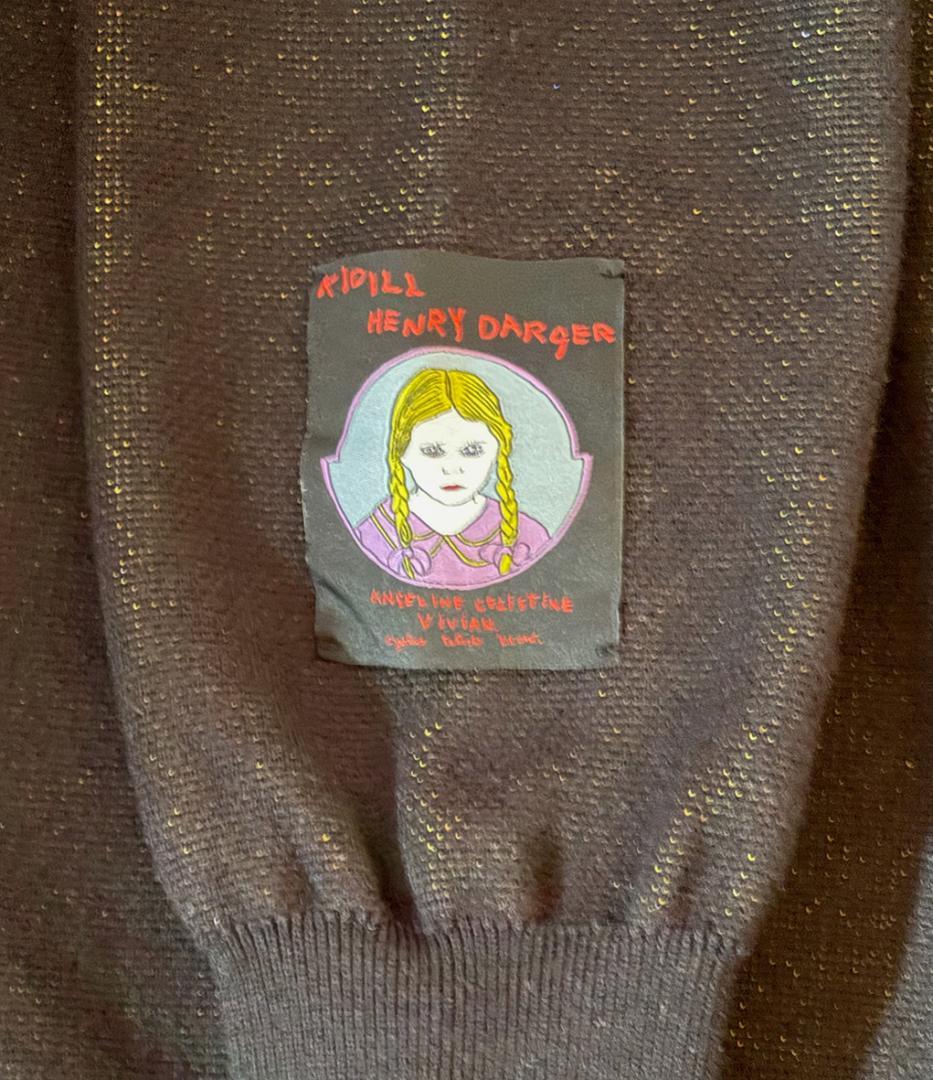 KIDILL
HENRY DARGER
ANGELINE CELESTINE
VIVIAN